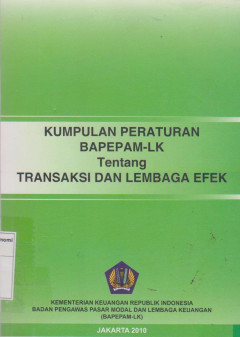 KUMPULAN PERATURAN
BAPEPAM-LK
Tentang
TRANSAKSI DAN LEMBAGA EFEK
KEMENTERIAN KEUANGAN REPUBLIK INDONESIA
BADAN PENGAWAS PASAR MODAL DAN LEMBAGA KEUANGAN
(BAPEPAM-LK)
JAKARTA 2010